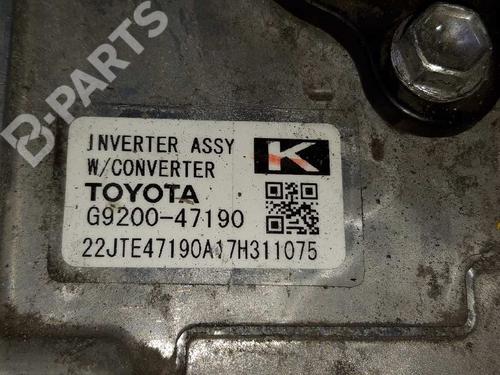 B-PARTS
INVERTER ASSY
W/CONVERTER
K
TOYOTA
G9200-47190
22JTE47190A17H311075